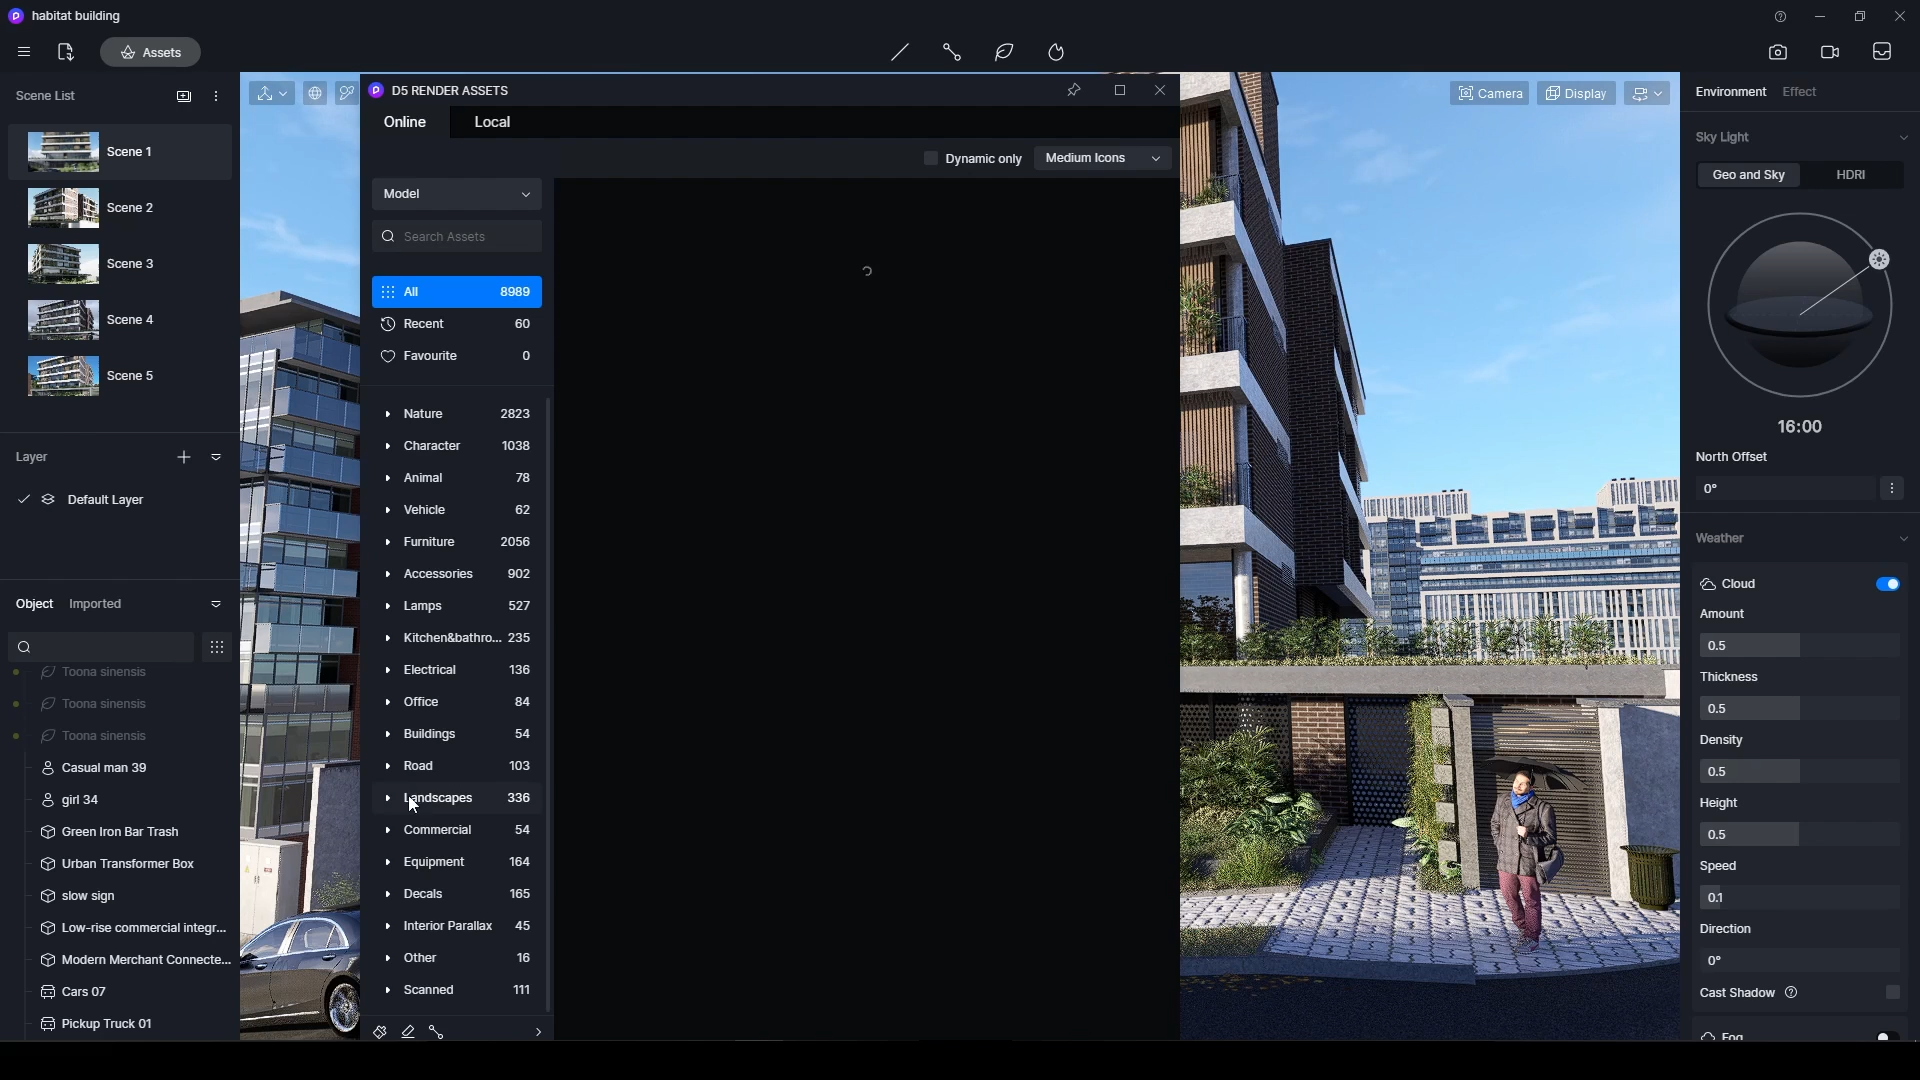 habitat building
Assets
Scene List
Scene 1
Scene 2
Scene 3
Scene 4
Scene 5
Layer
Default Layer
Object Imported
Toona sinensis
Toona sinensis
Toona sinensis
Casual man 39
girl 34
Green Iron Bar Trash
Urban Transformer Box
slow sign
Low-rise commercial integr...
Modern Merchant Connecte...
Cars 07
Pickup Truck 01
D5 RENDER ASSETS
Online Local
Dynamic only Medium Icons
Model
Search Assets
All 8989
Recent 60
Favourite 0
Nature 2823
Character 1038
Animal 78
Vehicle 62
Furniture 2056
Accessories 902
Lamps 527
Kitchen&bathro... 235
Electrical 136
Office 84
Buildings 54
Road 103
Landscapes 336
Commercial 54
Equipment 164
Decals 165
Interior Parallax 45
Other 16
Scanned 111
Camera Display
Environment Effect
Sky Light
Geo and Sky HDRI
16:00
North Offset
0°
Weather
Cloud
Amount
0.5
Thickness
0.5
Density
0.5
Height
0.5
Speed
0.1
Direction
0°
Cast Shadow
Fog